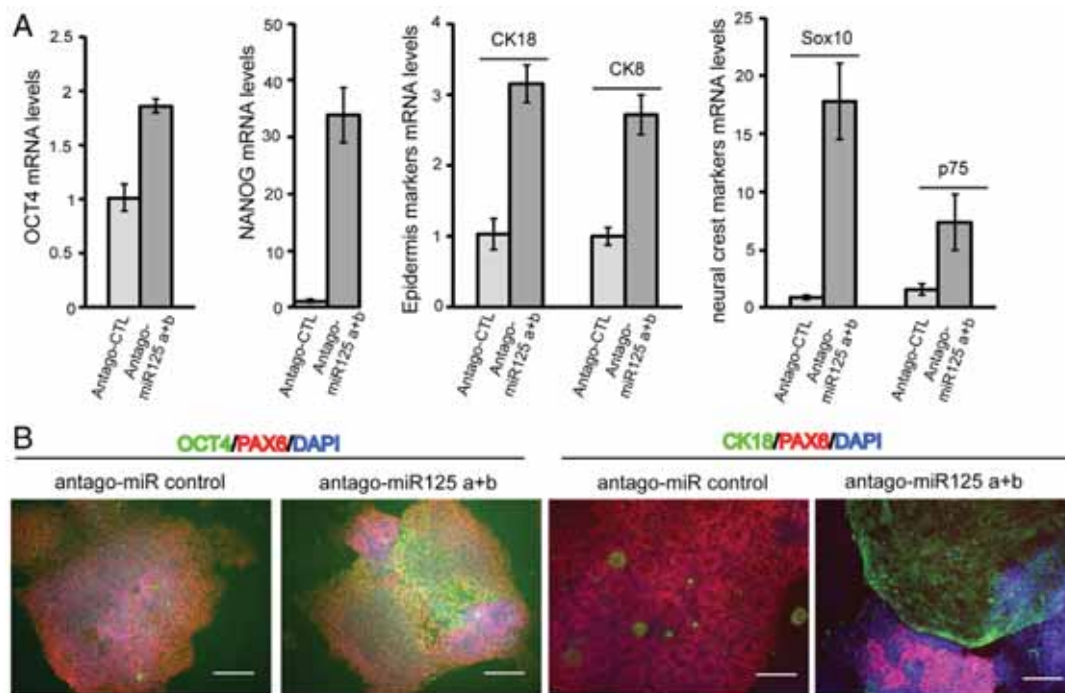 A
OCT4 mRNA levels
2.5
2
1.5
1
0.5
0
Antago-CTL
Antago-
miR125 a+b
NANOG mRNA levels
50
40
30
20
10
0
Antago-CTL
Antago-
miR125 a+b
Epidermis markers mRNA levels
4
3
2
1
0
CK18
CK8
Antago-CTL
Antago-
miR125 a+b
Antago-CTL
Antago-
miR125 a+b
neural crest markers mRNA levels
25
20
15
10
5
0
Sox10
p75
Antago-CTL
Antago-
miR125 a+b
Antago-CTL
Antago-
miR125 a+b
B
OCT4/PAX6/DAPI
CK18/PAX6/DAPI
antago-miR control
antago-miR125 a+b
antago-miR control
antago-miR125 a+b